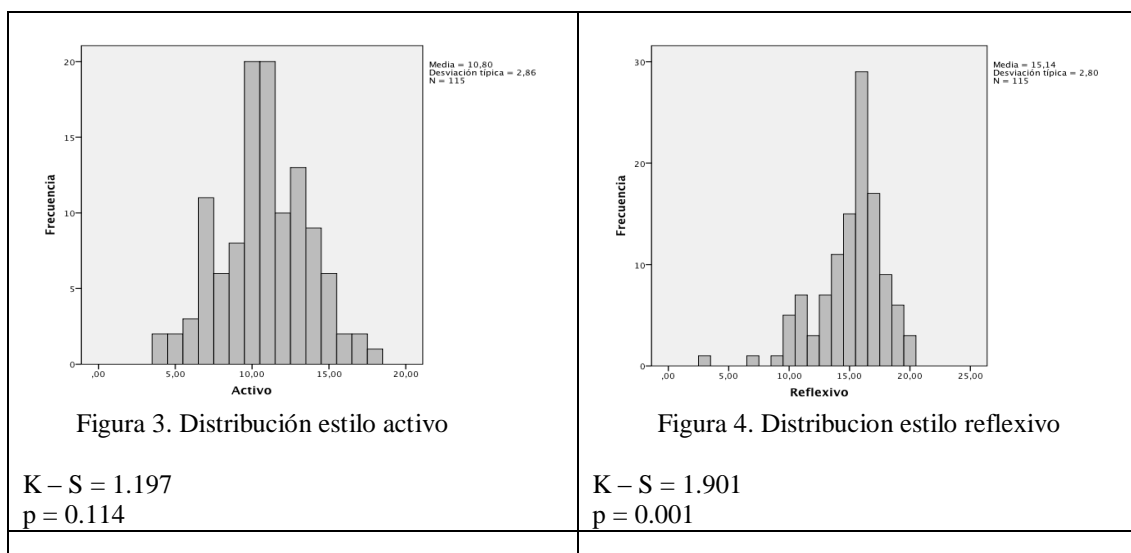 Media = 10,80
Desviación típica = 2,86
N = 115
20
15
10
5
0
Frecuencia
,00 5,00 10,00 15,00 20,00
Activo
Figura 3. Distribución estilo activo
K – S = 1.197
p = 0.114
Media = 15,14
Desviación típica = 2,80
N = 115
30
20
10
0
Frecuencia
,00 5,00 10,00 15,00 20,00 25,00
Reflexivo
Figura 4. Distribucion estilo reflexivo
K – S = 1.901
p = 0.001